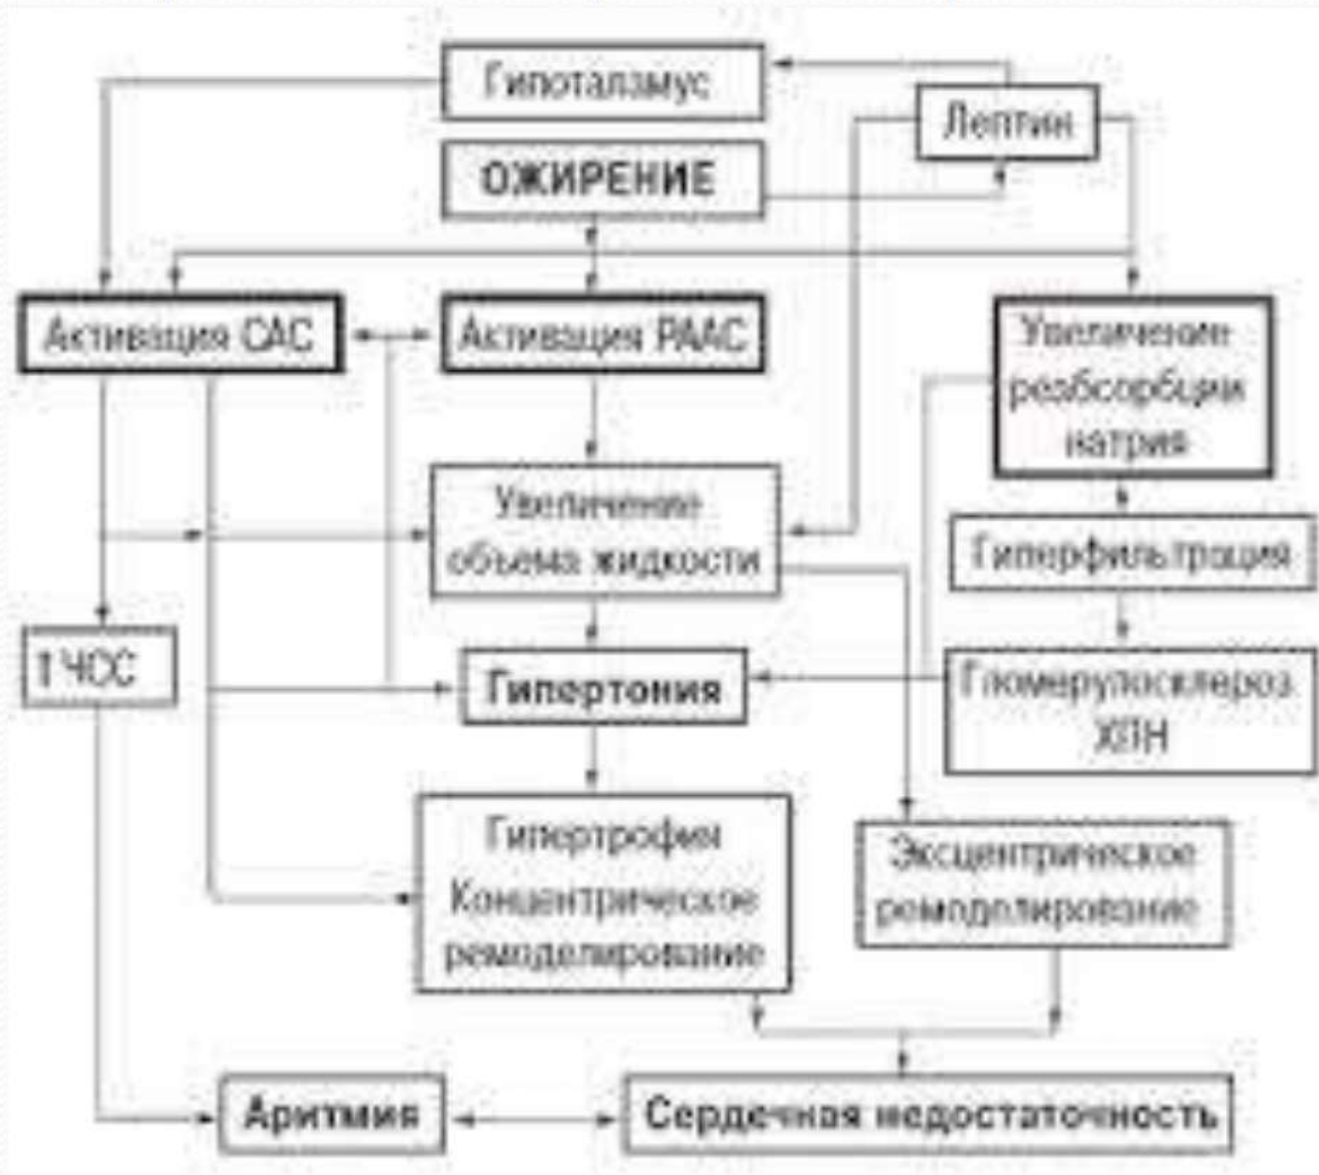 Гипоталамус
Лептин
ОЖИРЕНИЕ
Активация САС
Активация РААС
Увеличение
реабсорбции
натрия
Увеличение
объема жидкости
Гиперфильтрация
↑ЧСС
Гипертония
Гломерулосклероз
ХПН
Гипертрофия
Концентрическое
ремоделирование
Эксцентрическое
ремоделирование
Аритмия
Сердечная недостаточность